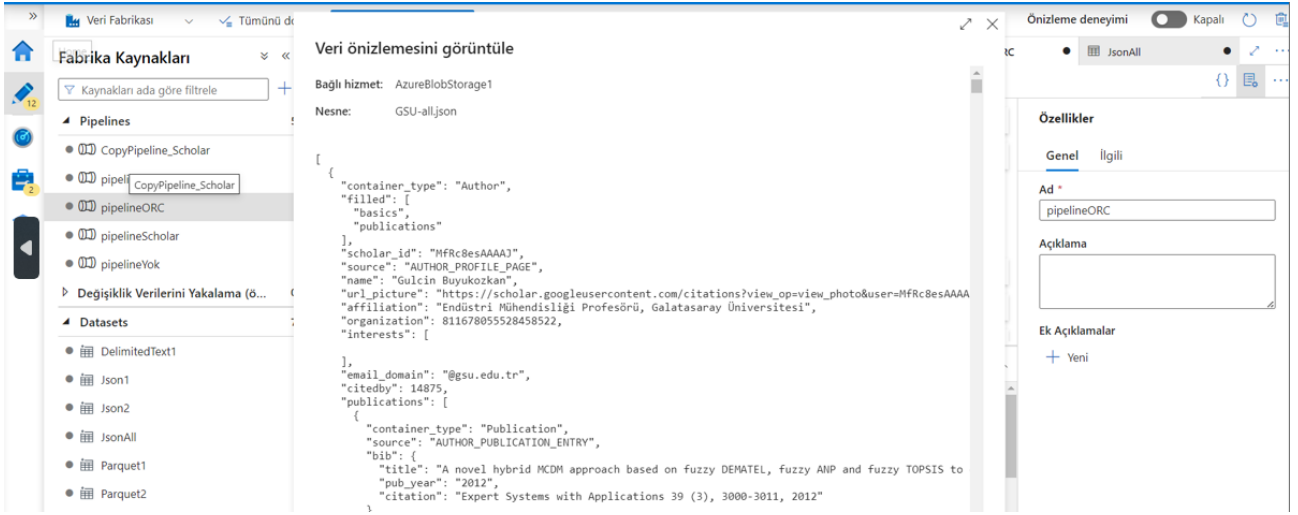 Veri Fabrikası
Tümünü
Fabrika Kaynakları
Kaynakları ada göre filtrele
12
2
Pipelines
CopyPipeline_Scholar
CopyPipeline_Scholar
pipelineORC
pipelineScholar
pipelineYok
Değişiklik Verilerini Yakalama (ö...
Datasets
DelimitedText1
Json1
Json2
JsonAll
Parquet1
Parquet2
Veri önizlemesini görüntüle
Bağlı hizmet: AzureBlobStorage1
Nesne: GSU-all.json
[
{
"container_type": "Author",
"filled": [
"basics",
"publications"
],
"scholar_id": "MfRc8esAAAAJ",
"source": "AUTHOR_PROFILE_PAGE",
"name": "Gulcin Buyukozkan",
"url_picture": "https://scholar.googleusercontent.com/citations?view_op=view_photo&user=MfRc8esAAAA
"affiliation": "Endüstri Mühendisliği Profesörü, Galatasaray Üniversitesi",
"organization": 811678055528458522,
"interests": [
],
"email_domain": "@gsu.edu.tr",
"citedby": 14875,
"publications": [
{
"container_type": "Publication",
"source": "AUTHOR_PUBLICATION_ENTRY",
"bib": {
"title": "A novel hybrid MCDM approach based on fuzzy DEMATEL, fuzzy ANP and fuzzy TOPSIS to
"pub_year": "2012",
"citation": "Expert Systems with Applications 39 (3), 3000-3011, 2012"
}
Önizleme deneyimi Kapalı
JsonAll
{}
Özellikler
Genel İlgili
Ad *
pipelineORC
Açıklama
Ek Açıklamalar
+ Yeni